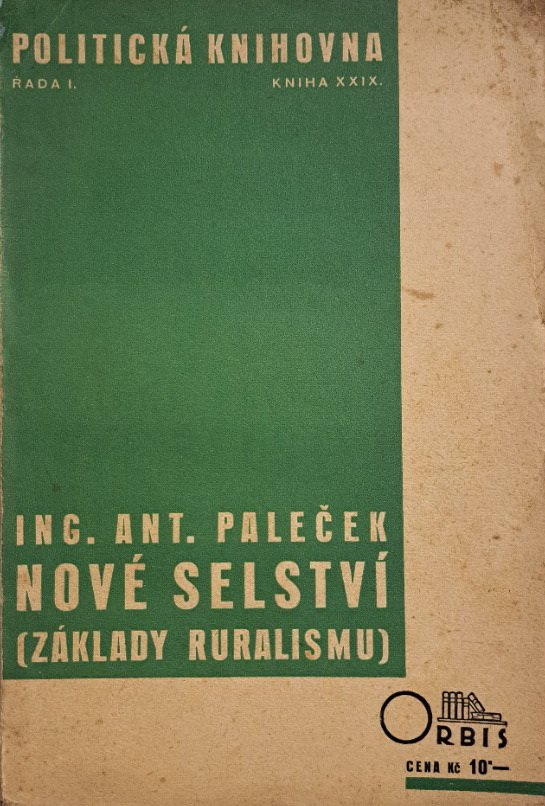 POLITICKÁ KNIHOVNA
ŘADA I. KNIHA XXIX.
ING. ANT. PALEČEK
NOVÉ SELSTVÍ
(ZÁKLADY RURALISMU)
ORBIS
CENA Kč 10·—